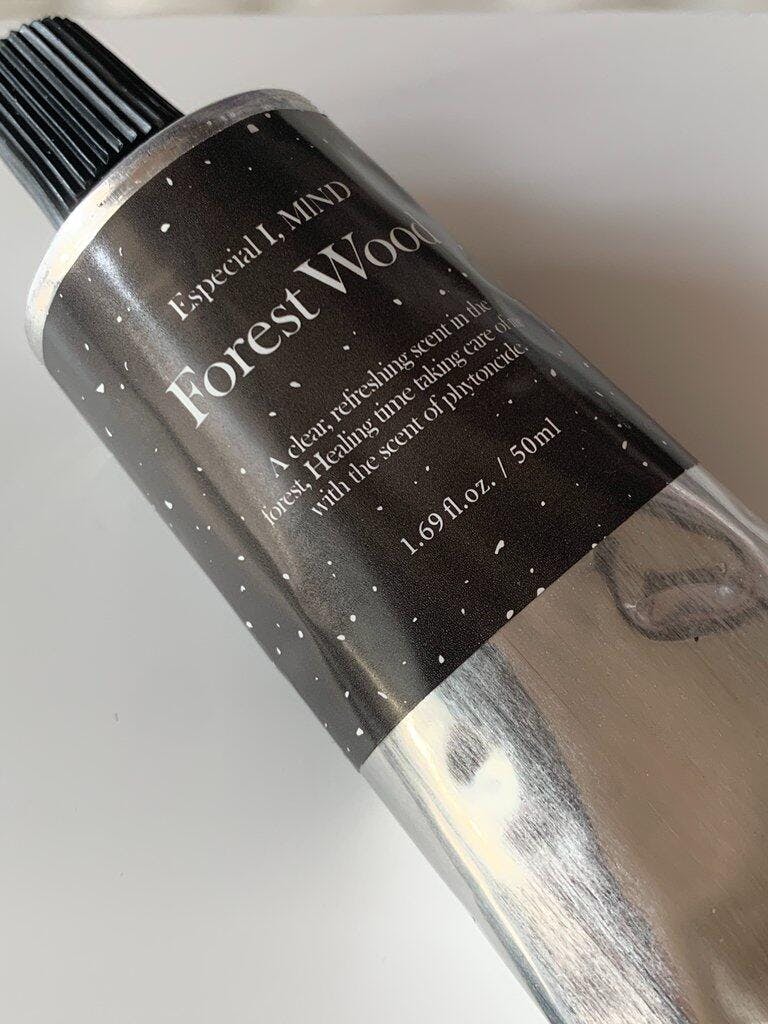 Especial I, MIND
Forest Wood
A clear, refreshing scent in the
forest. Healing time taking care of
with the scent of phytoncide.
1.69 fl.oz. / 50ml